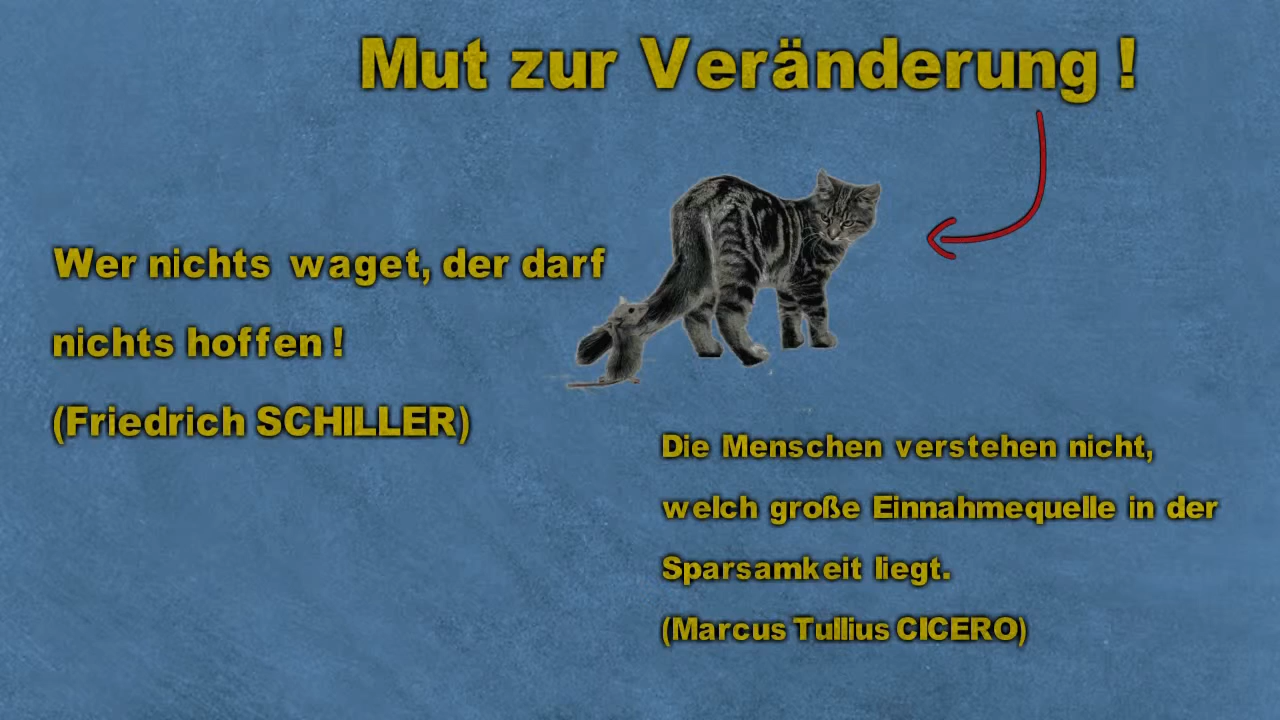 Mut zur Veränderung !
Wer nichts waget, der darf
nichts hoffen !
(Friedrich SCHILLER)
Die Menschen verstehen nicht,
welch große Einnahmequelle in der
Sparsamkeit liegt.
(Marcus Tullius CICERO)